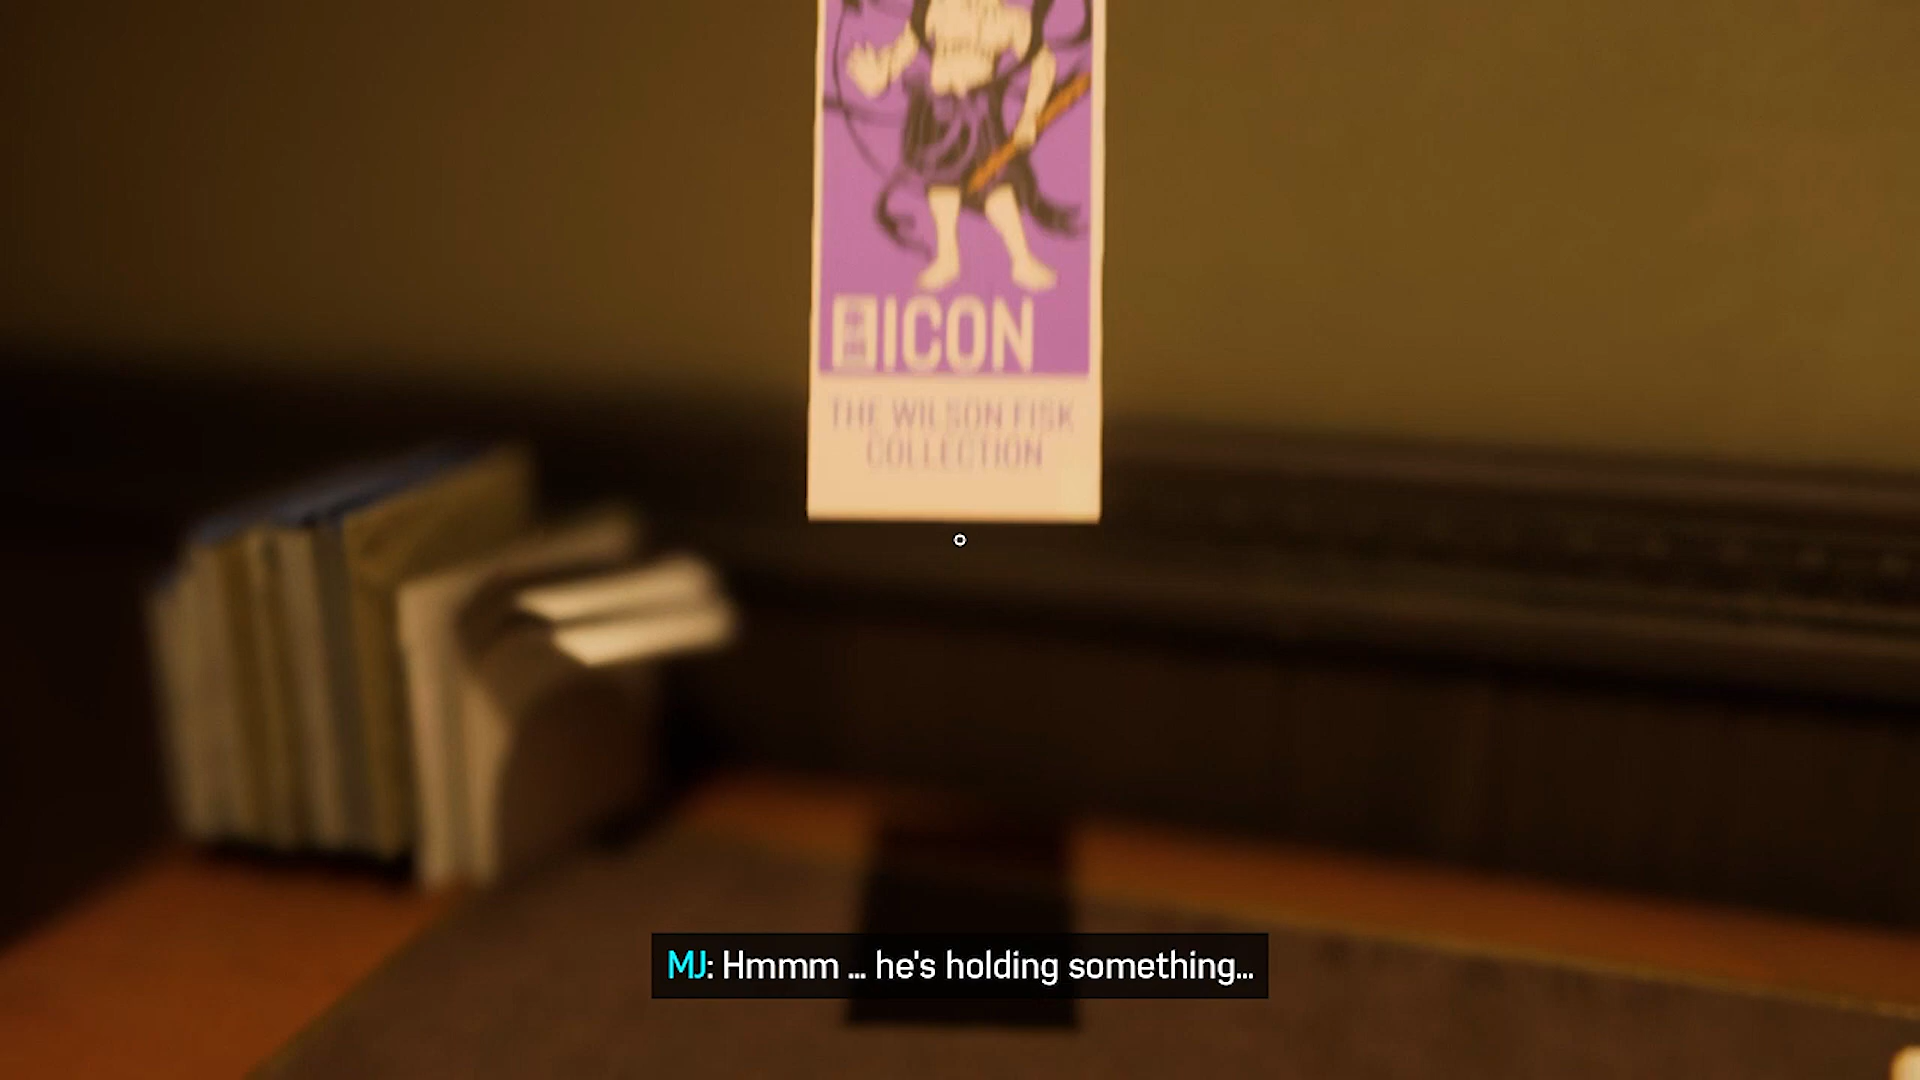 ICON
THE WILSON FISK
COLLECTION
MJ: Hmmm ... he's holding something...